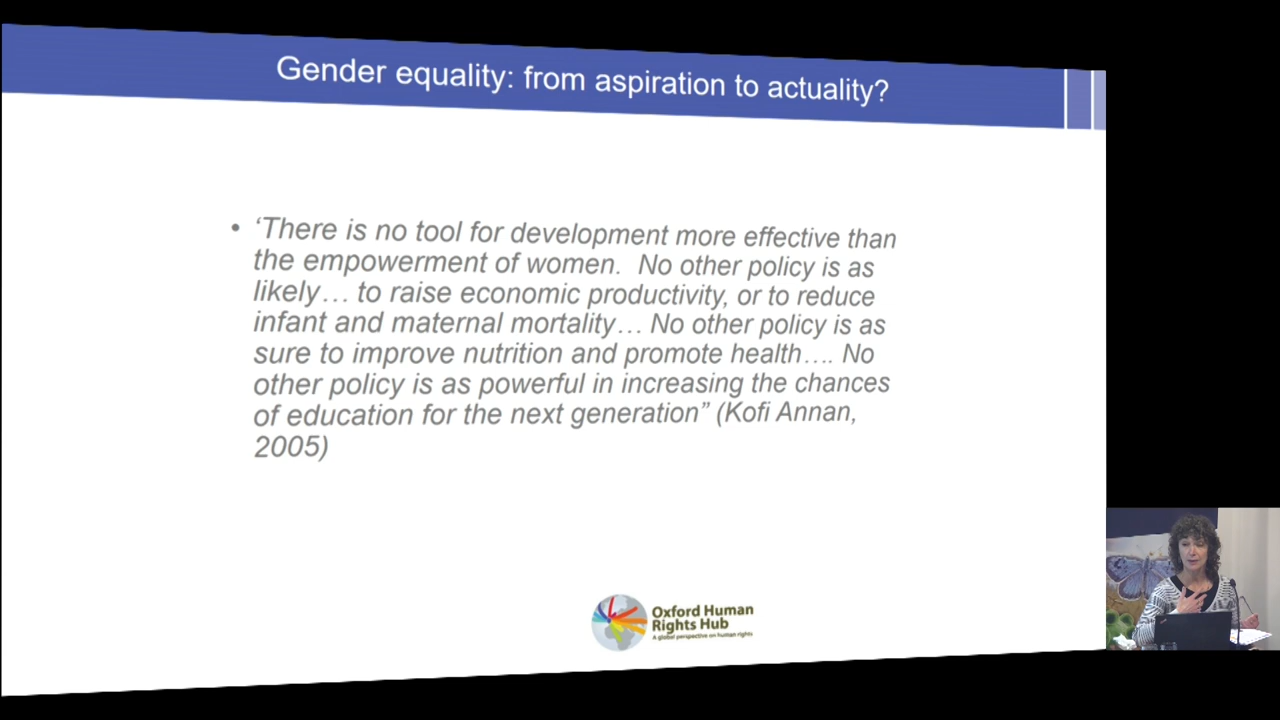 Gender equality: from aspiration to actuality?
• ‘There is no tool for development more effective than
the empowerment of women.  No other policy is as
likely… to raise economic productivity, or to reduce
infant and maternal mortality… No other policy is as
sure to improve nutrition and promote health…. No
other policy is as powerful in increasing the chances
of education for the next generation” (Kofi Annan,
2005)
Oxford Human
Rights Hub
A global perspective on human rights